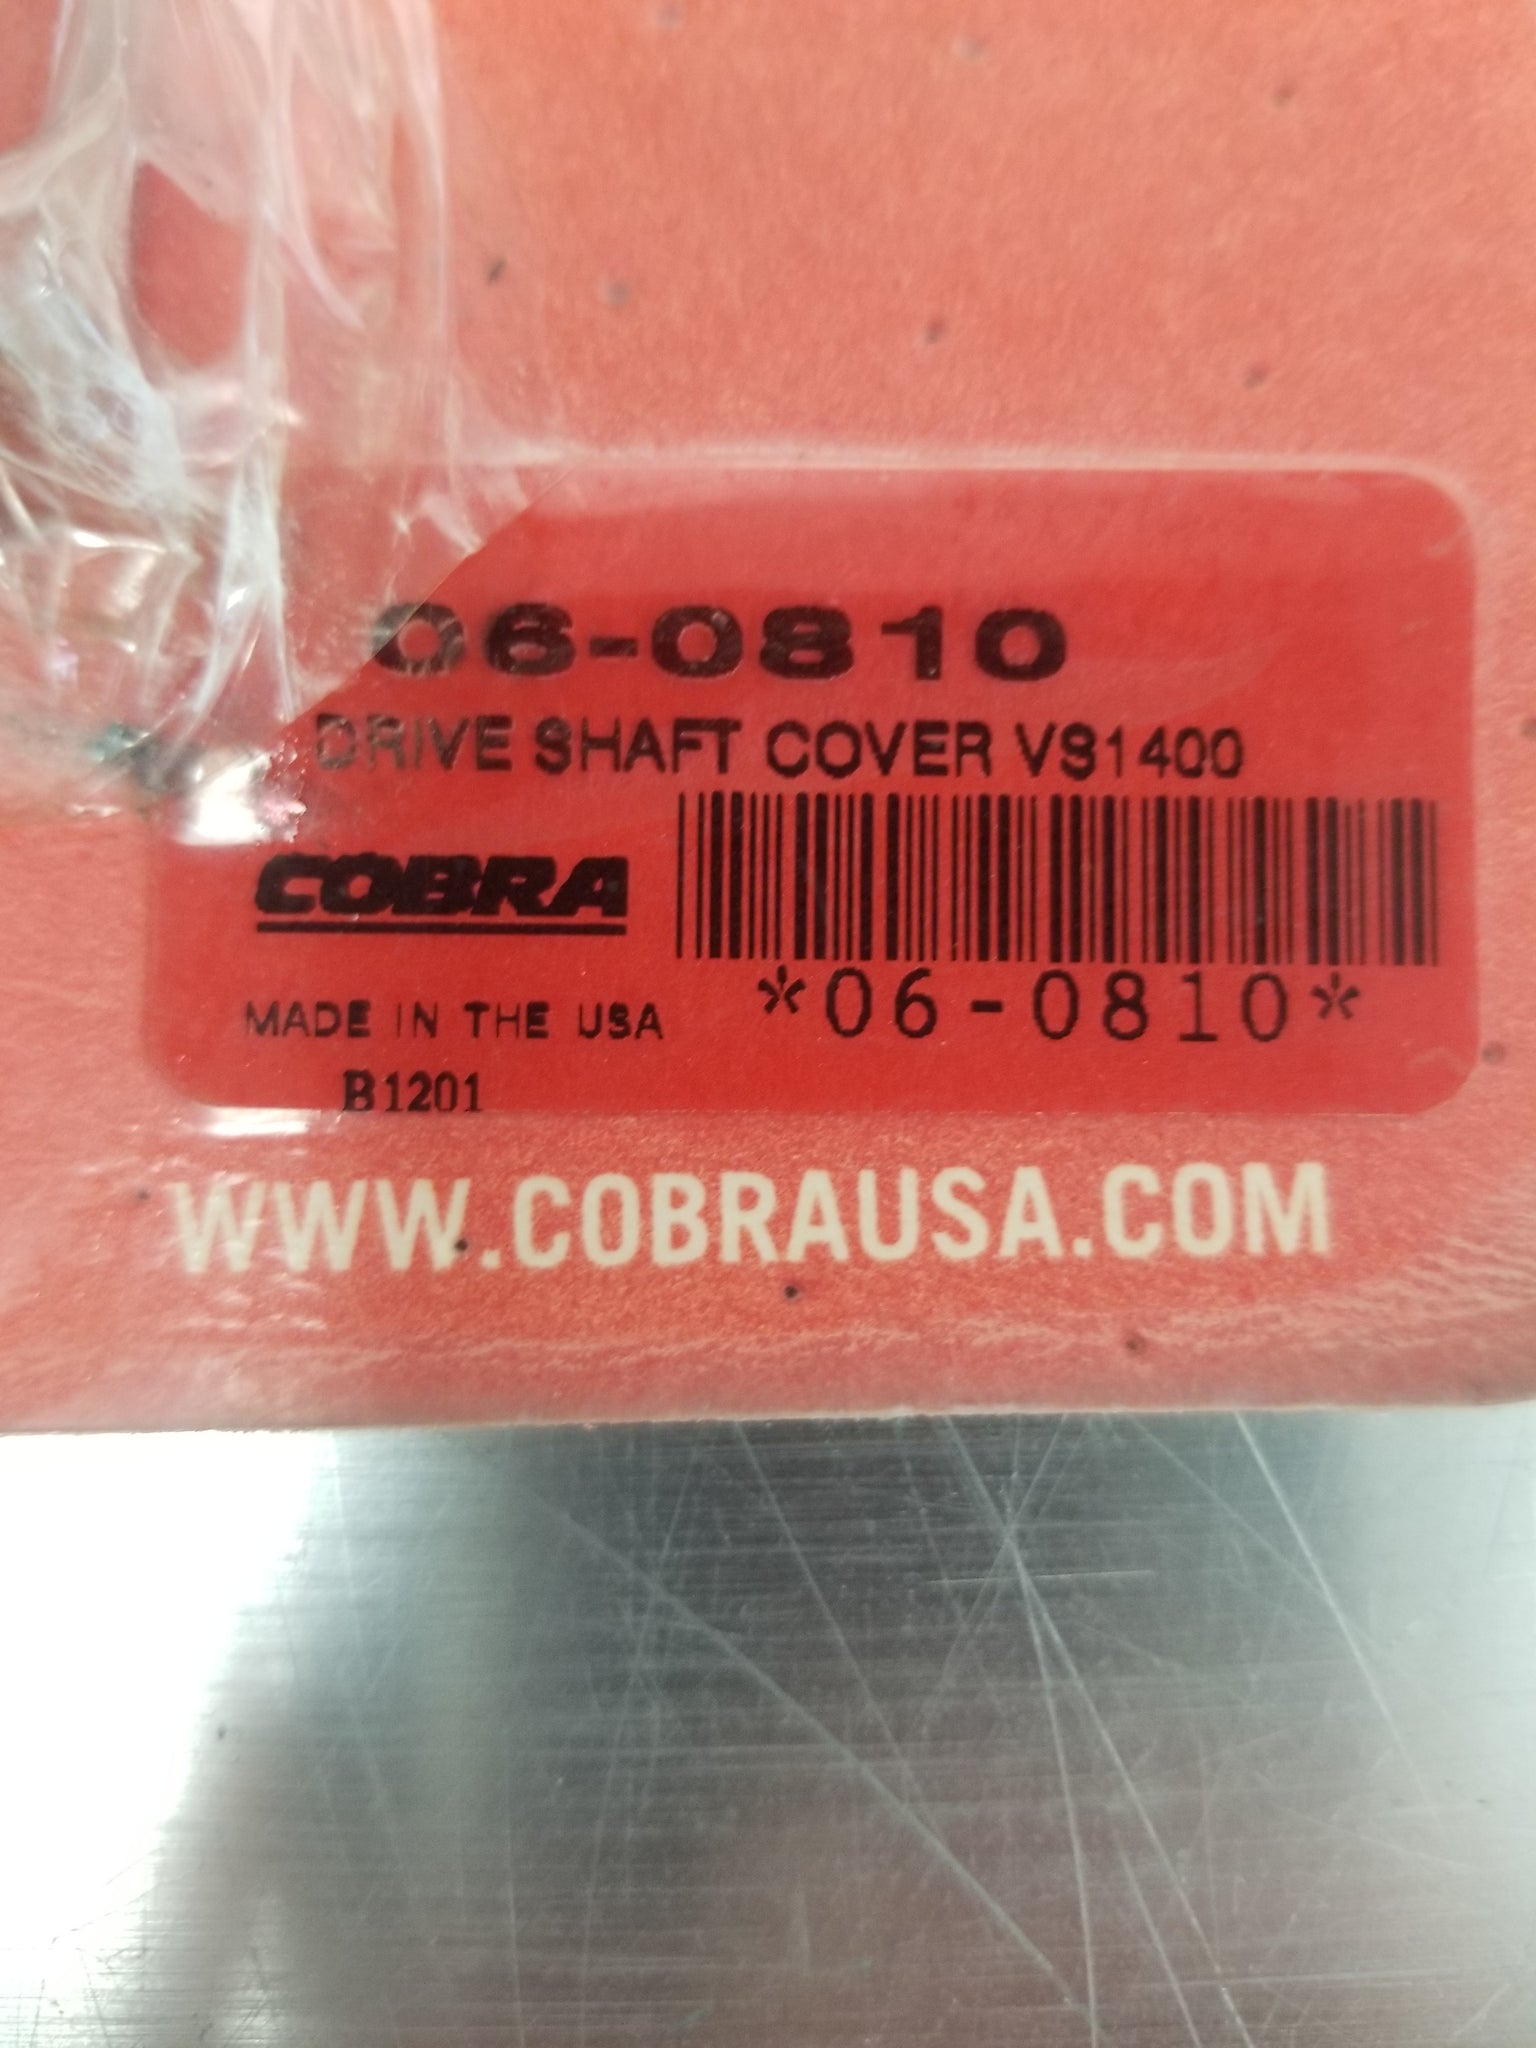 06-0810
DRIVE SHAFT COVER VS1400
COBRA
*06-0810*
MADE IN THE USA
B1201
WWW.COBRAUSA.COM